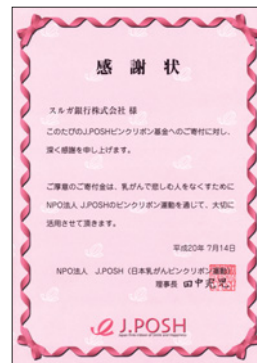 感謝状
スルガ銀行株式会社 様
このたびのJ.POSHピンクリボン基金へのご寄付に対し、
深く感謝を申し上げます。
ご厚意のご寄付金は、乳がんで悲しむ人をなくすために
NPO法人 J.POSHのピンクリボン運動を通じて、大切に
活用させて頂きます。
平成20年 7月14日
NPO法人 J.POSH（日本乳がんピンクリボン運動）
理事長 田中完児
J.POSH